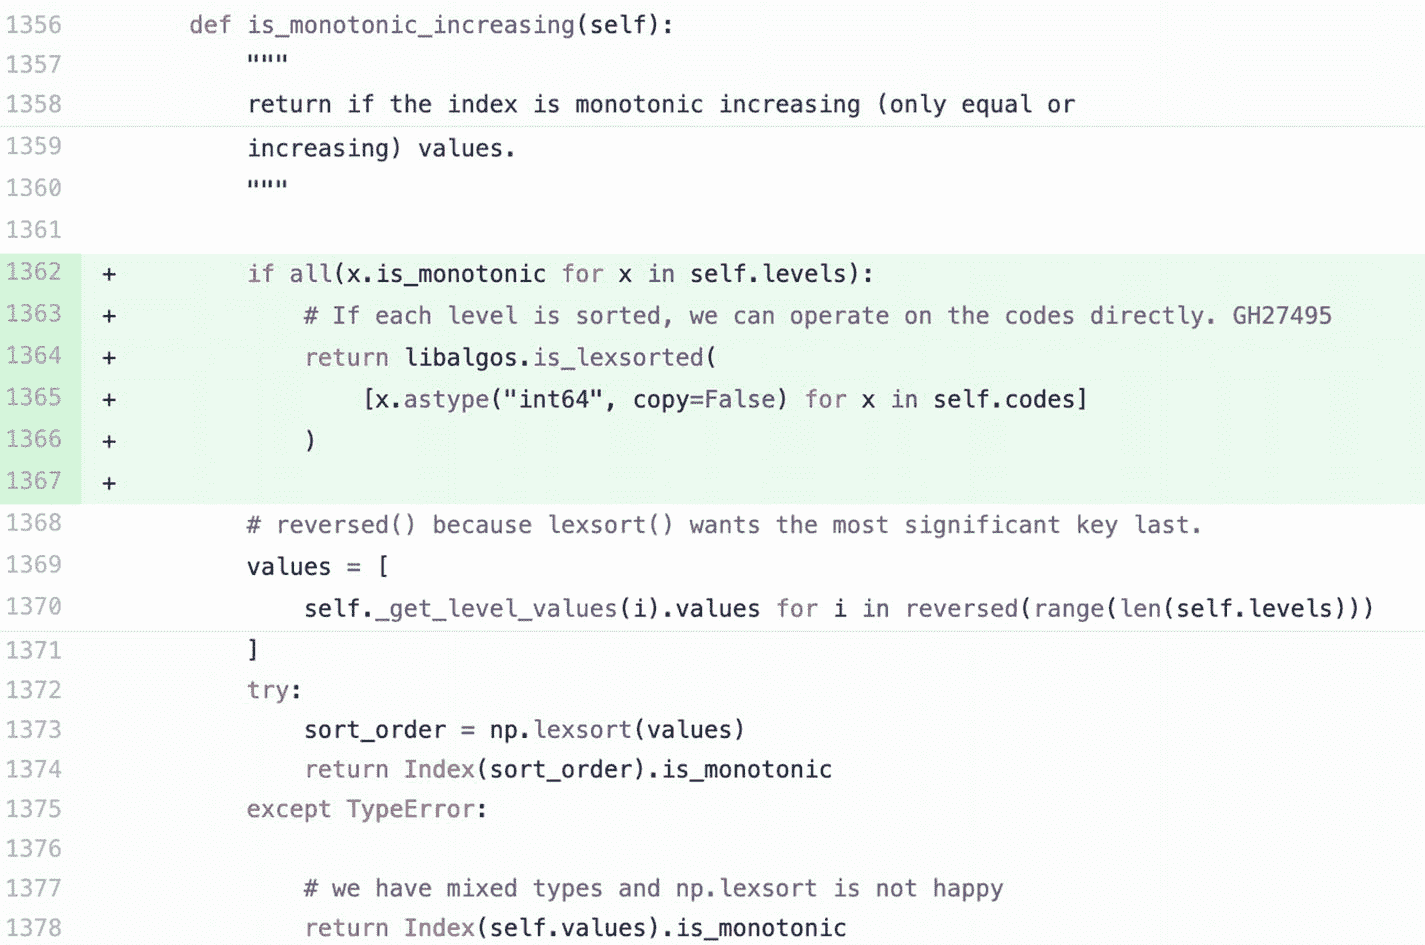 1356 def is_monotonic_increasing(self):
1357 """
1358 return if the index is monotonic increasing (only equal or
1359 increasing) values.
1360 """
1361
1362 + if all(x.is_monotonic for x in self.levels):
1363 + # If each level is sorted, we can operate on the codes directly. GH27495
1364 + return libalgos.is_lexsorted(
1365 + [x.astype("int64", copy=False) for x in self.codes]
1366 + )
1367 +
1368 # reversed() because lexsort() wants the most significant key last.
1369 values = [
1370 self._get_level_values(i).values for i in reversed(range(len(self.levels)))
1371 ]
1372 try:
1373 sort_order = np.lexsort(values)
1374 return Index(sort_order).is_monotonic
1375 except TypeError:
1376
1377 # we have mixed types and np.lexsort is not happy
1378 return Index(self.values).is_monotonic